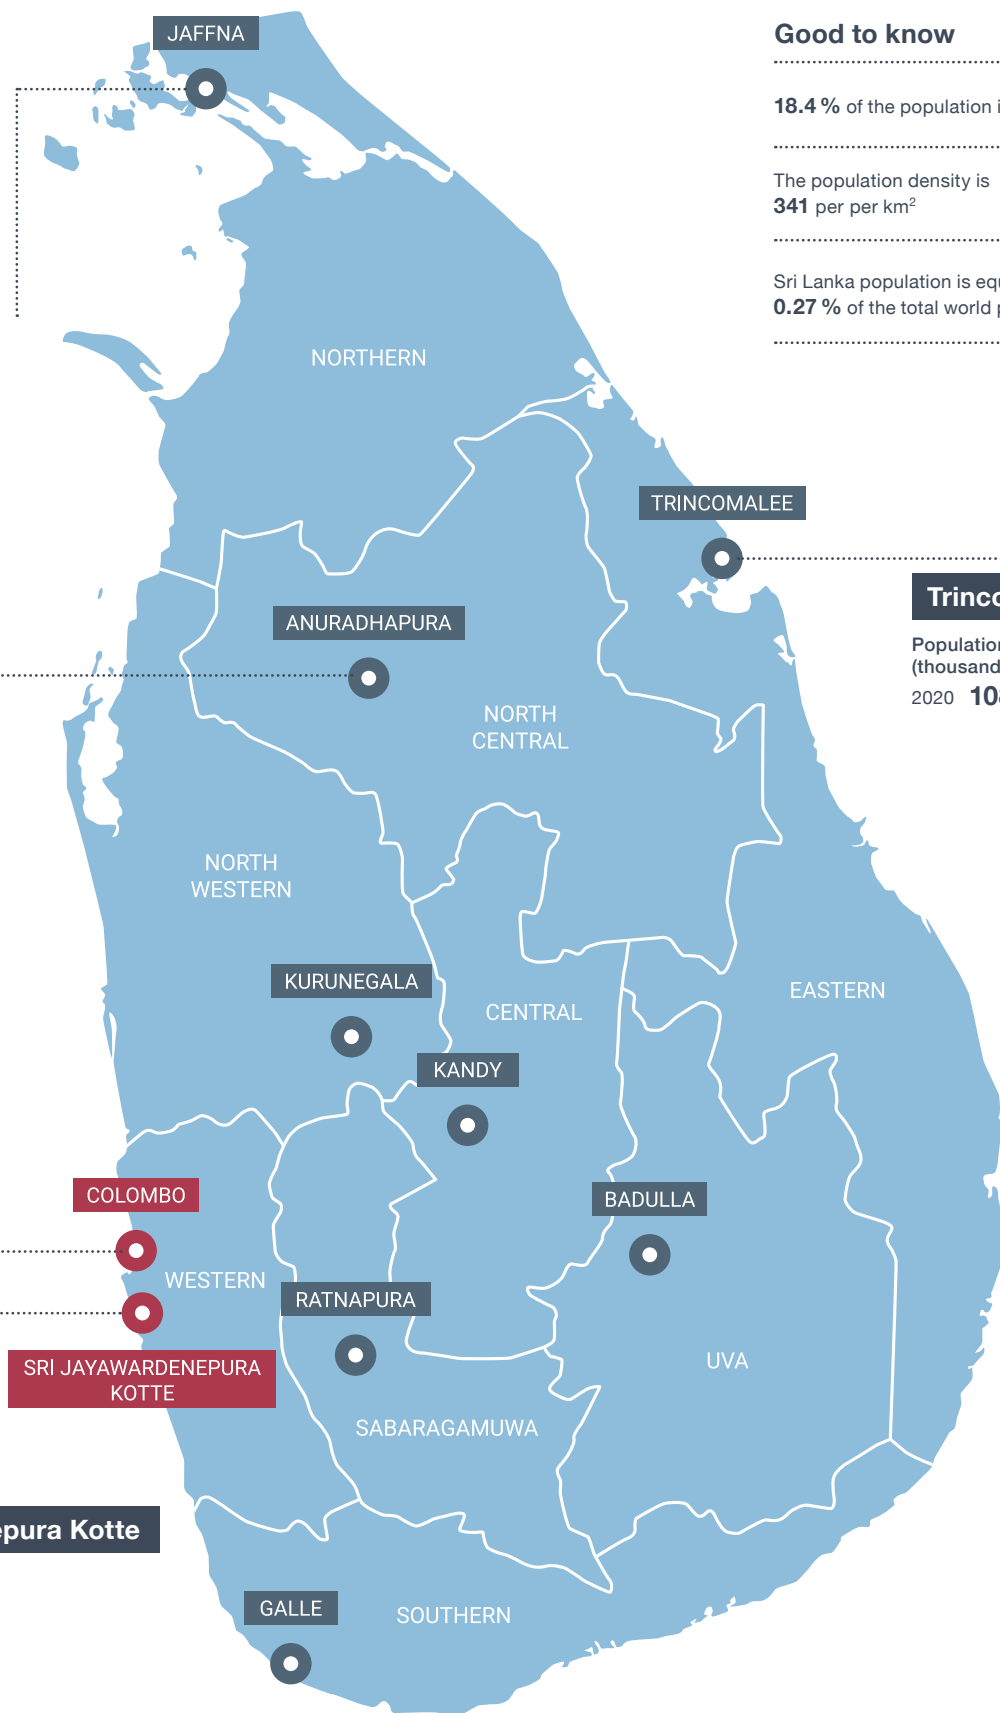 JAFFNA
Good to know
18.4 % of the population
The population density is
341 per per km²
Sri Lanka population is
0.27 % of the total world
NORTHERN
TRINCOMALEE
ANURADHAPURA
(thousand
2020
NORTH
CENTRAL
NORTH
WESTERN
KURUNEGALA
CENTRAL
EASTERN
KANDY
COLOMBO
BADULLA
WESTERN
RATNAPURA
SRI JAYAWARDENEPURA
KOTTE
UVA
SABARAGAMUWA
epura Kotte
GALLE
SOUTHERN